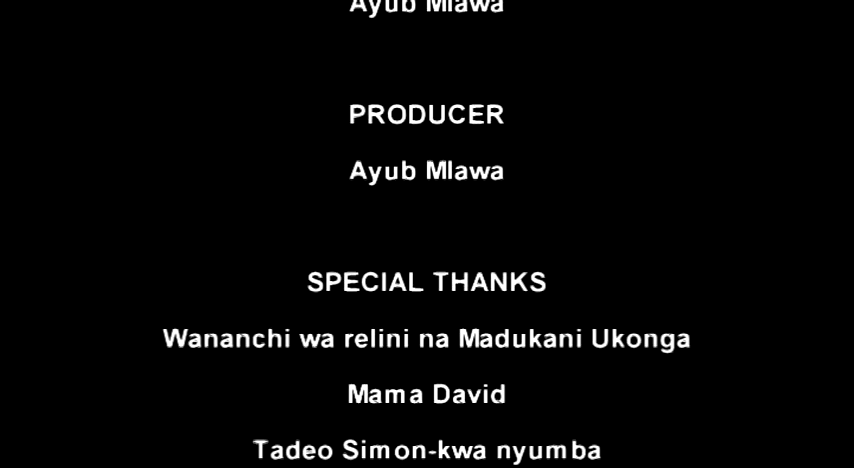 Ayub Mlawa
PRODUCER
Ayub Mlawa
SPECIAL THANKS
Wananchi wa relini na Madukani Ukonga
Mama David
Tadeo Simon-kwa nyumba